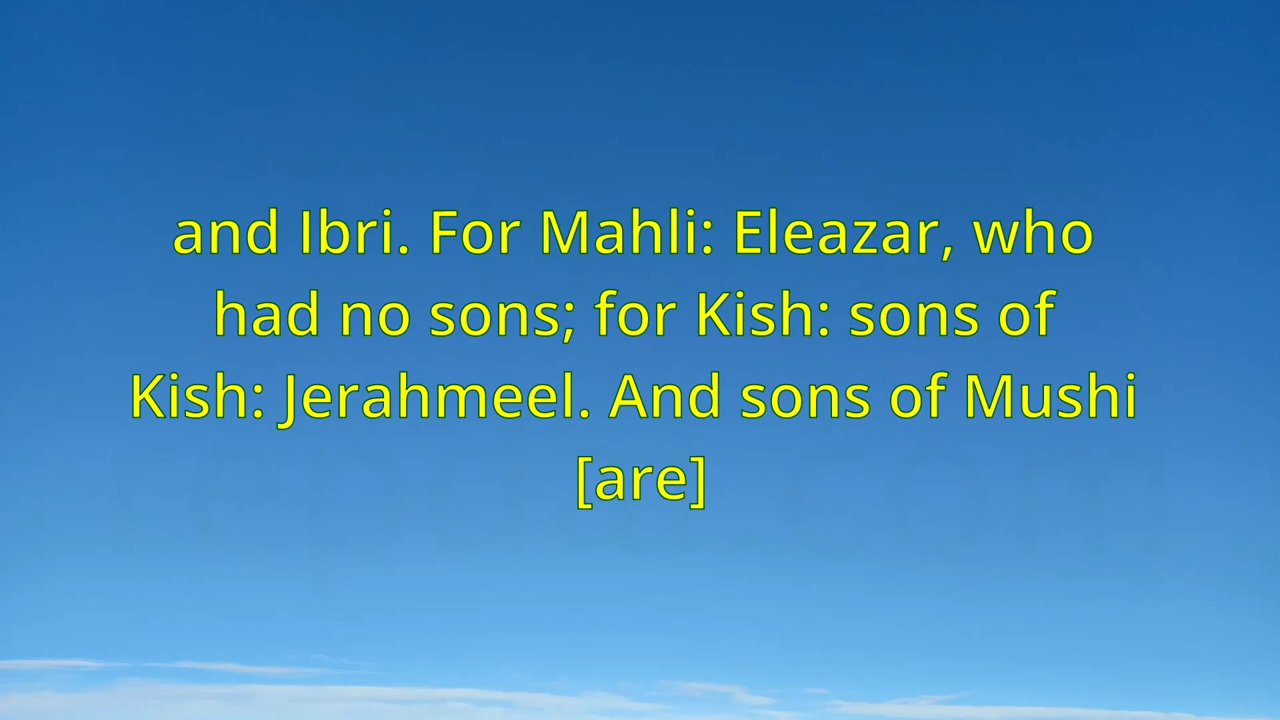 and Ibri. For Mahli: Eleazar, who
had no sons; for Kish: sons of
Kish: Jerahmeel. And sons of Mushi
[are]